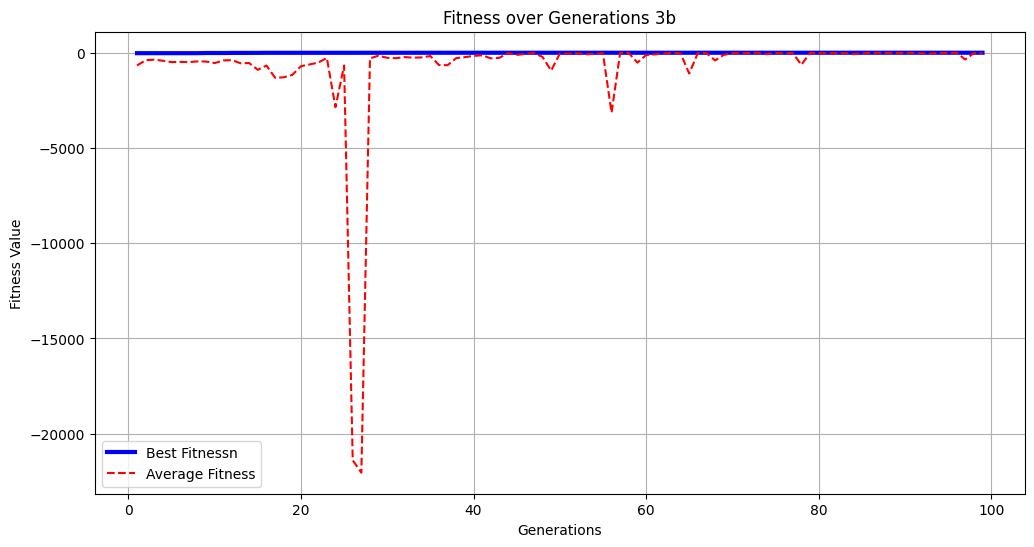 Fitness over Generations 3b
Fitness Value
0
−5000
−10000
−15000
−20000
Best Fitnessn
Average Fitness
0
20
40
60
80
100
Generations